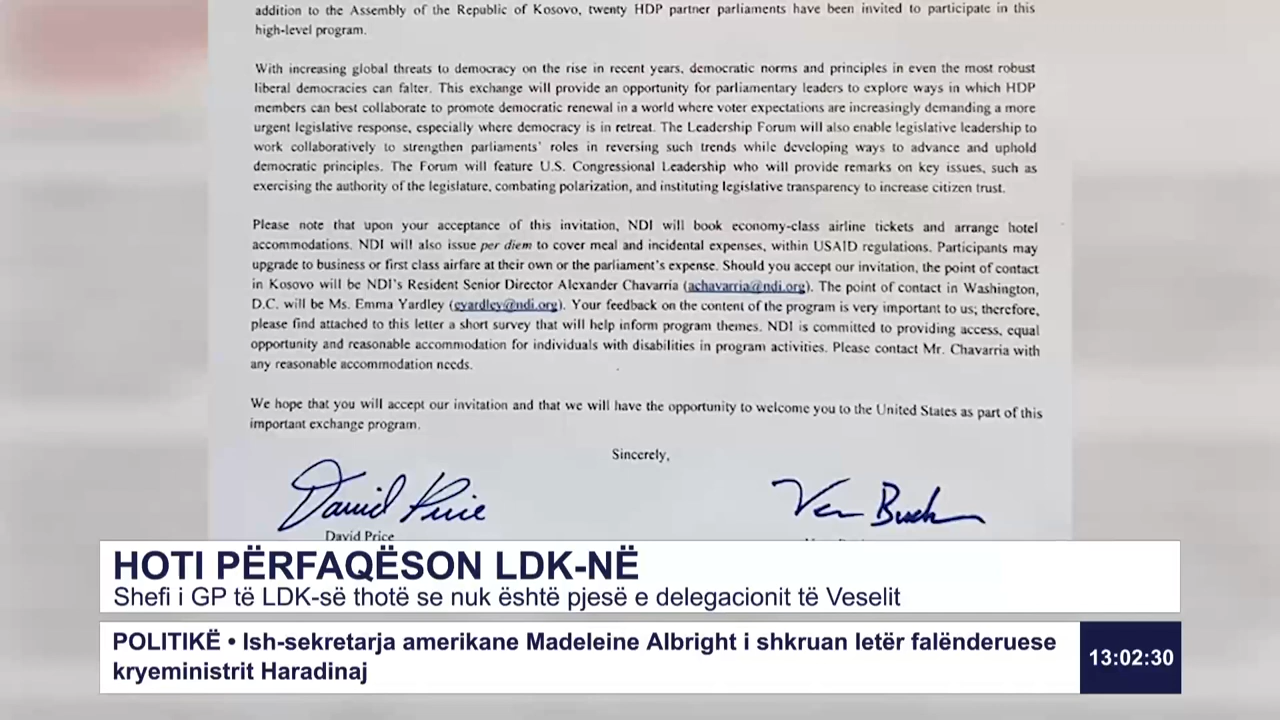 addition to the Assembly of the Republic of Kosovo, twenty HDP partner parliaments have been invited to participate in this
high-level program.
With increasing global threats to democracy on the rise in recent years, democratic norms and principles in even the most robust
liberal democracies can falter. This exchange will provide an opportunity for parliamentary leaders to explore ways in which HDP
members can best collaborate to promote democratic renewal in a world where voter expectations are increasingly demanding a more
urgent legislative response, especially where democracy is in retreat. The Leadership Forum will also enable legislative leadership to
work collaboratively to strengthen parliaments' roles in reversing such trends while developing ways to advance and uphold
democratic principles. The Forum will feature U.S. Congressional Leadership who will provide remarks on key issues, such as
exercising the authority of the legislature, combating polarization, and instituting legislative transparency to increase citizen trust.
Please note that upon your acceptance of this invitation, NDI will book economy-class airline tickets and arrange hotel
accommodations. NDI will also issue per diem to cover meal and incidental expenses, within USAID regulations. Participants may
upgrade to business or first class airfare at their own or the parliament's expense. Should you accept our invitation, the point of contact
in Kosovo will be NDI's Resident Senior Director Alexander Chavarria (achavarria@ndi.org). The point of contact in Washington,
D.C. will be Ms. Emma Yardley (eyardley@ndi.org). Your feedback on the content of the program is very important to us; therefore,
please find attached to this letter a short survey that will help inform program themes. NDI is committed to providing access, equal
opportunity and reasonable accommodation for individuals with disabilities in program activities. Please contact Mr. Chavarria with
any reasonable accommodation needs.
We hope that you will accept our invitation and that we will have the opportunity to welcome you to the United States as part of this
important exchange program.
Sincerely,
David Price
David Price
HOTI PËRFAQËSON LDK-NË
Shefi i GP të LDK-së thotë se nuk është pjesë e delegacionit të Veselit
POLITIKË • Ish-sekretarja amerikane Madeleine Albright i shkruan letër falënderuese
kryeministrit Haradinaj
13:02:30